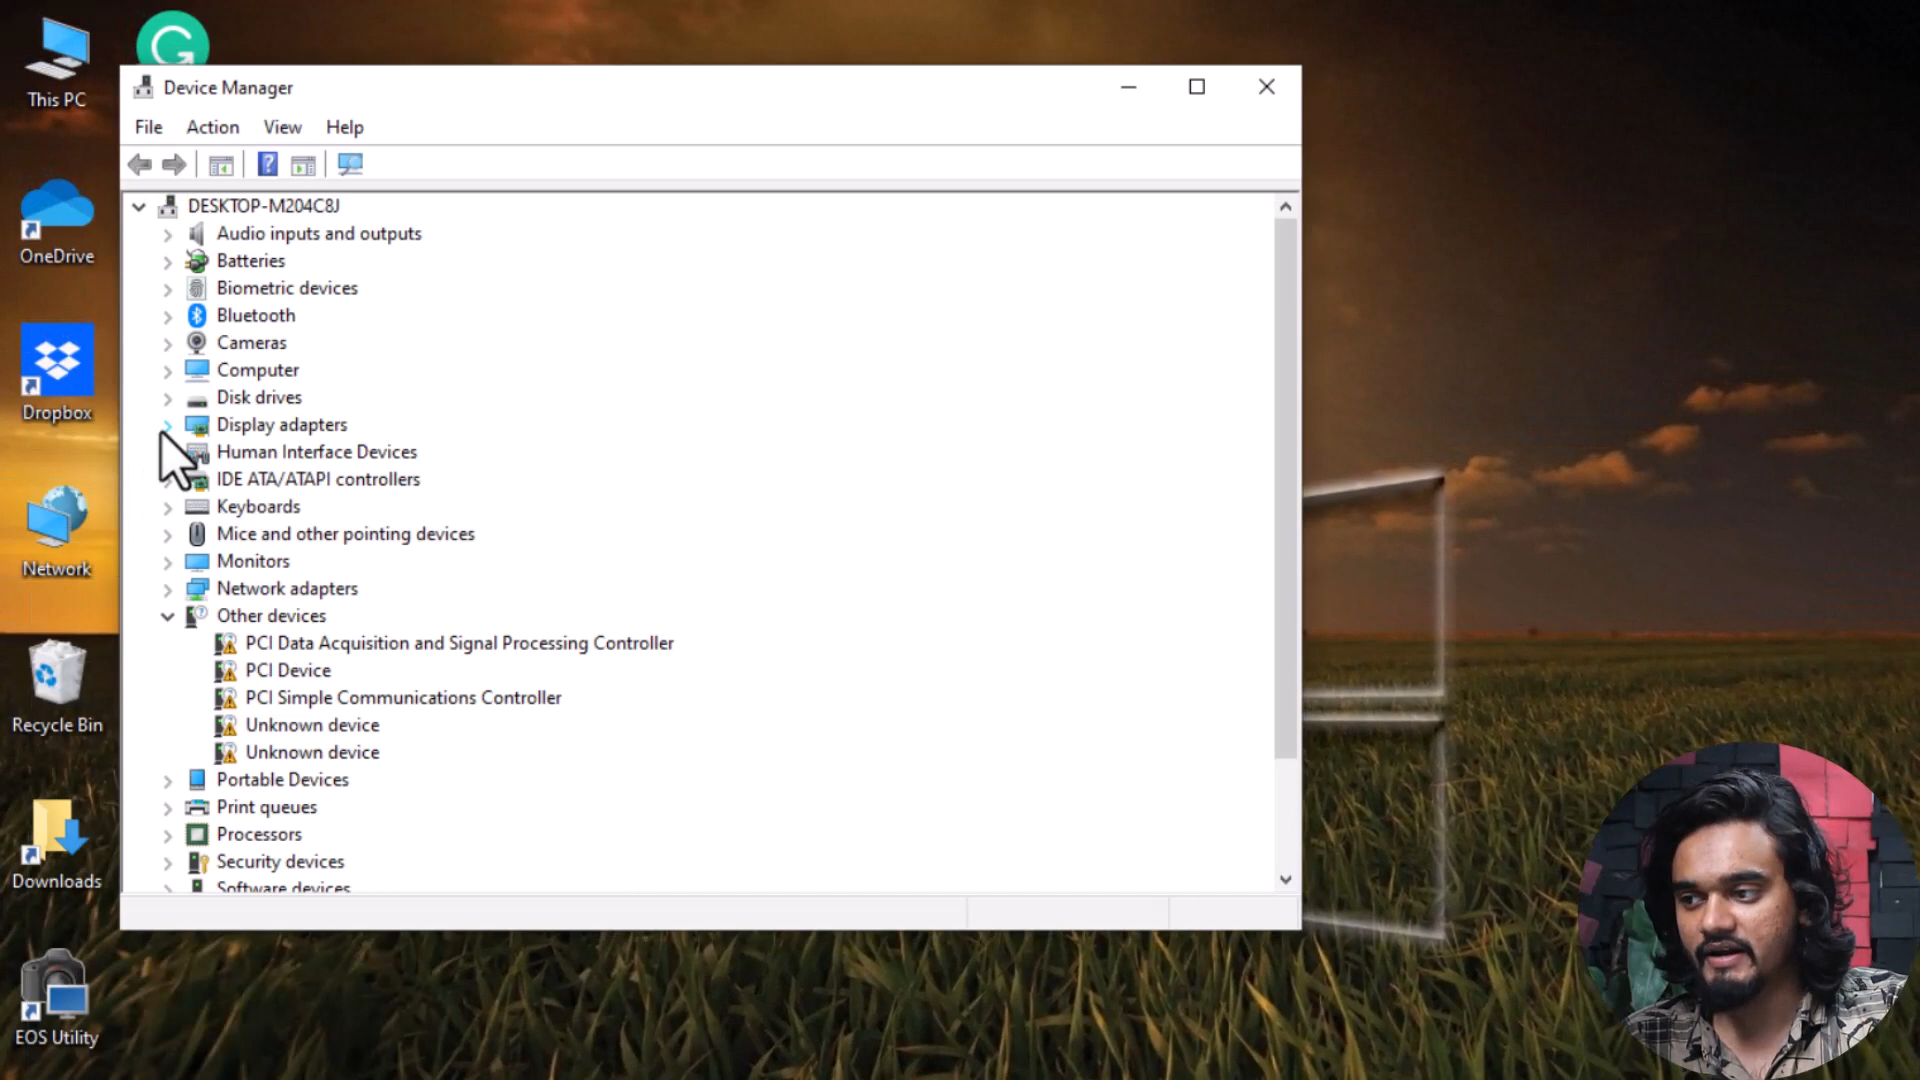 This PC
OneDrive
Dropbox
Network
Recycle Bin
Downloads
EOS Utility
Device Manager
File Action View Help
DESKTOP-M204C8J
Audio inputs and outputs
Batteries
Biometric devices
Bluetooth
Cameras
Computer
Disk drives
Display adapters
Human Interface Devices
IDE ATA/ATAPI controllers
Keyboards
Mice and other pointing devices
Monitors
Network adapters
Other devices
PCI Data Acquisition and Signal Processing Controller
PCI Device
PCI Simple Communications Controller
Unknown device
Unknown device
Portable Devices
Print queues
Processors
Security devices
Software devices